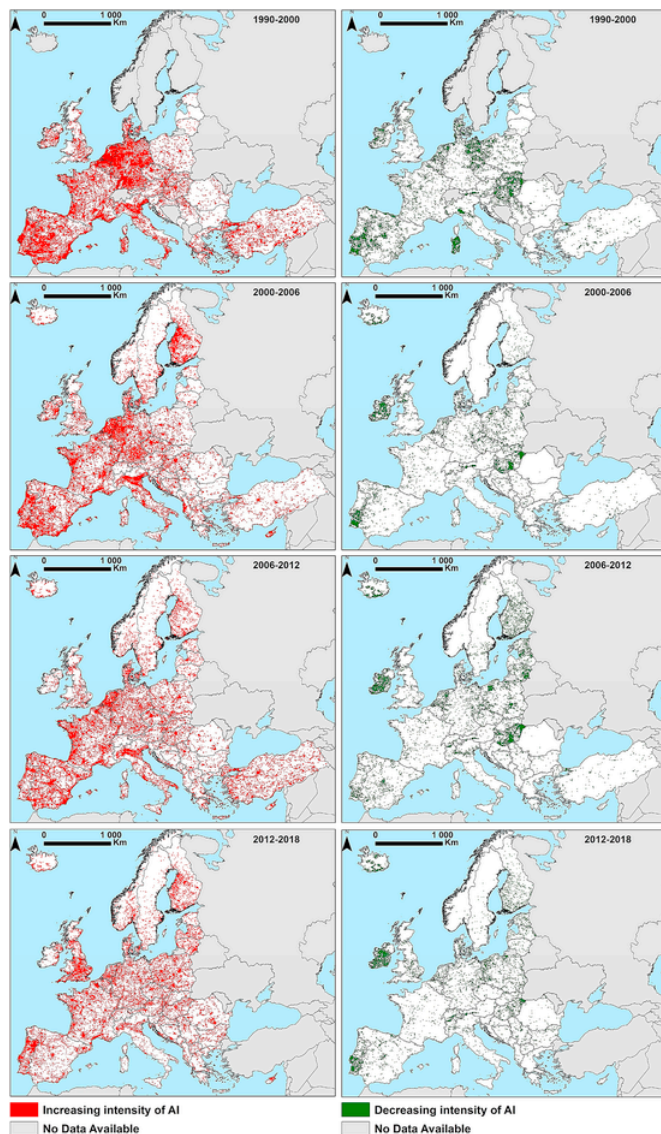 0 1 000 1990-2000
Km
0 1 000 1990-2000
Km
0 1 000 2000-2006
Km
0 1 000 2000-2006
Km
0 1 000 2006-2012
Km
0 1 000 2006-2012
Km
0 1 000 2012-2018
Km
0 1 000 2012-2018
Km
Increasing intensity of AI
Decreasing intensity of AI
No Data Available
No Data Available